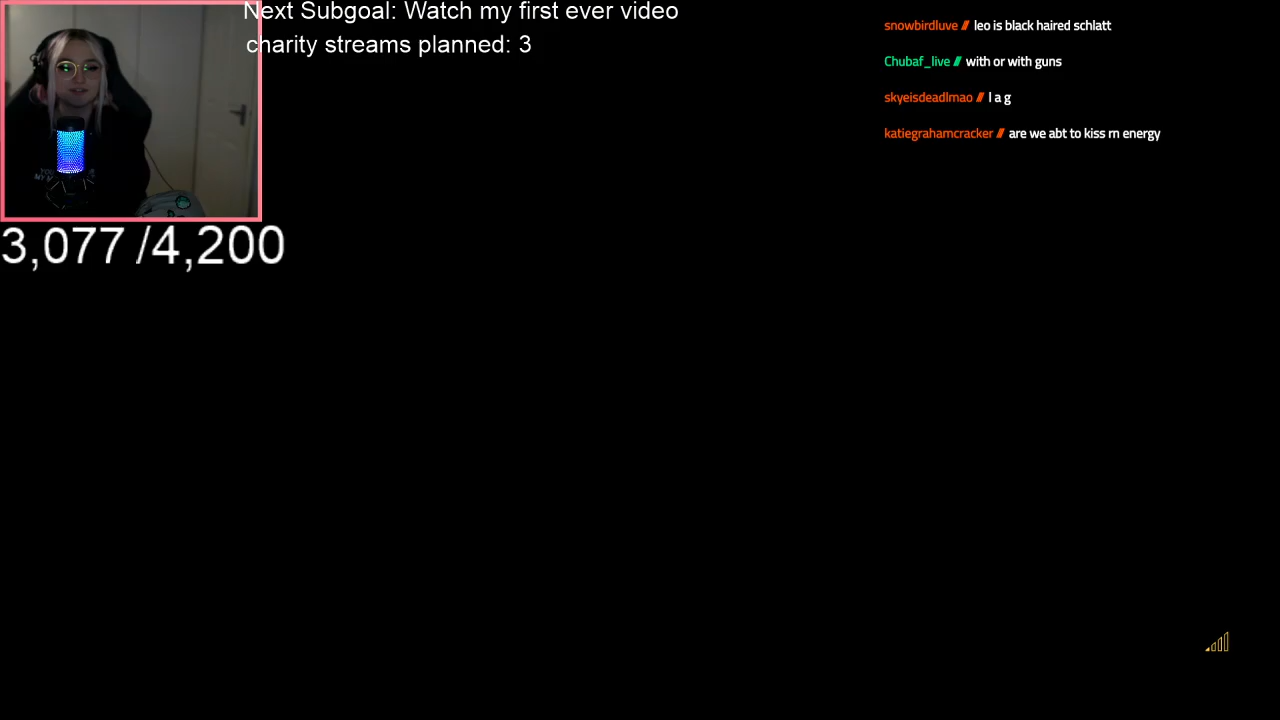 Next Subgoal: Watch my first ever video
charity streams planned: 3
3,077 /4,200
snowbirdluve // leo is black haired schlatt
Chubaf_live // with or with guns
skyeisdeadlmao // l a g
katiegrahamcracker // are we abt to kiss rn energy